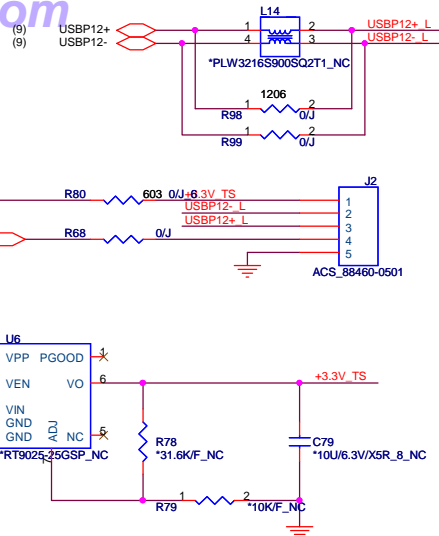 om
L14
(9) USBP12+ 1 2 USBP12+_L
(9) USBP12- 4 3 USBP12-_L
*PLW3216S900SQ2T1_NC
1206
1 2
R98 0/J
1 2
R99 0/J
J2
R80 603 0/J_6 +3.3V_TS 1
USBP12-_L 2
USBP12+_L 3
R68 0/J 4
5
ACS_88460-0501
U6
VPP PGOOD 1
VEN VO 6 +3.3V_TS
VIN
GND
GND ADJ NC 5
*RT9025-25GSP_NC
7
R78
*31.6K/F_NC
C79
*10U/6.3V/X5R_8_NC
1 2
R79 *10K/F_NC